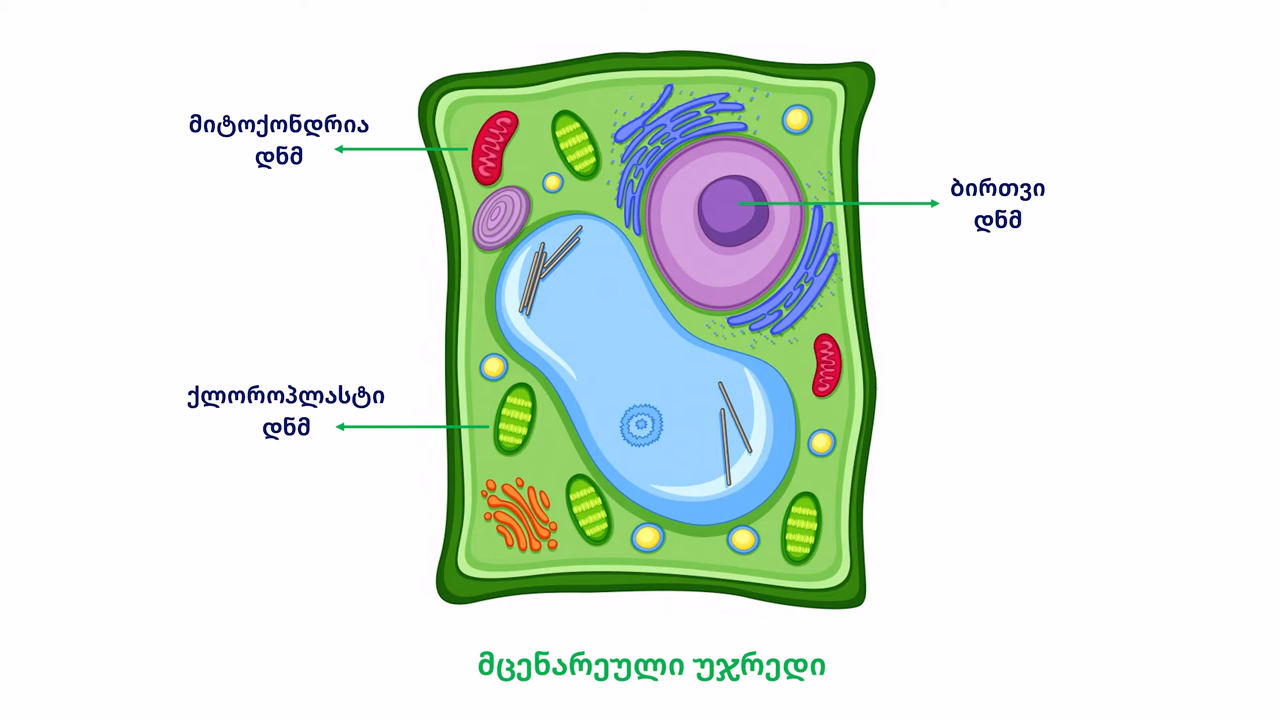 მიტოქონდრია
დნმ
ბირთვი
დნმ
ქლოროპლასტი
დნმ
მცენარეული უჯრედი